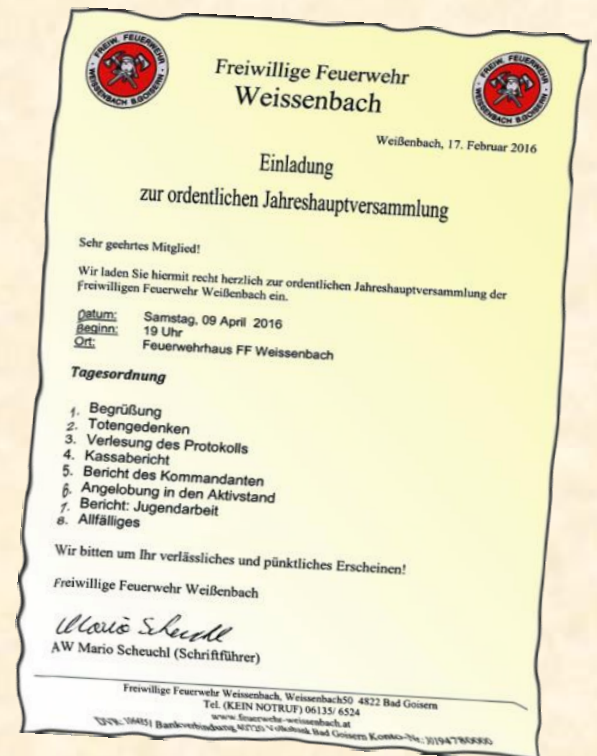 FREIW. FEUERWEHR
WEISSENBACH B.GOISERN
FREIW. FEUERWEHR
WEISSENBACH B.GOISERN
Freiwillige Feuerwehr
Weissenbach
Weißenbach, 17. Februar 2016
Einladung
zur ordentlichen Jahreshauptversammlung
Sehr geehrtes Mitglied!
Wir laden Sie hiermit recht herzlich zur ordentlichen Jahreshauptversammlung der
Freiwilligen Feuerwehr Weißenbach ein.
Datum: Samstag, 09 April 2016
Beginn: 19 Uhr
Ort: Feuerwehrhaus FF Weissenbach
Tagesordnung
1. Begrüßung
2. Totengedenken
3. Verlesung des Protokolls
4. Kassabericht
5. Bericht des Kommandanten
6. Angelobung in den Aktivstand
7. Bericht: Jugendarbeit
8. Allfälliges
Wir bitten um Ihr verlässliches und pünktliches Erscheinen!
Freiwillige Feuerwehr Weißenbach
Mario Scheuchl
AW Mario Scheuchl (Schriftführer)
Freiwillige Feuerwehr Weissenbach, Weissenbach50 4822 Bad Goisern
Tel. (KEIN NOTRUF) 06135/ 6524
www.feuerwehr-weissenbach.at
Bankverbindung 40720 Volksbank Bad Goisern Konto-Nr.: